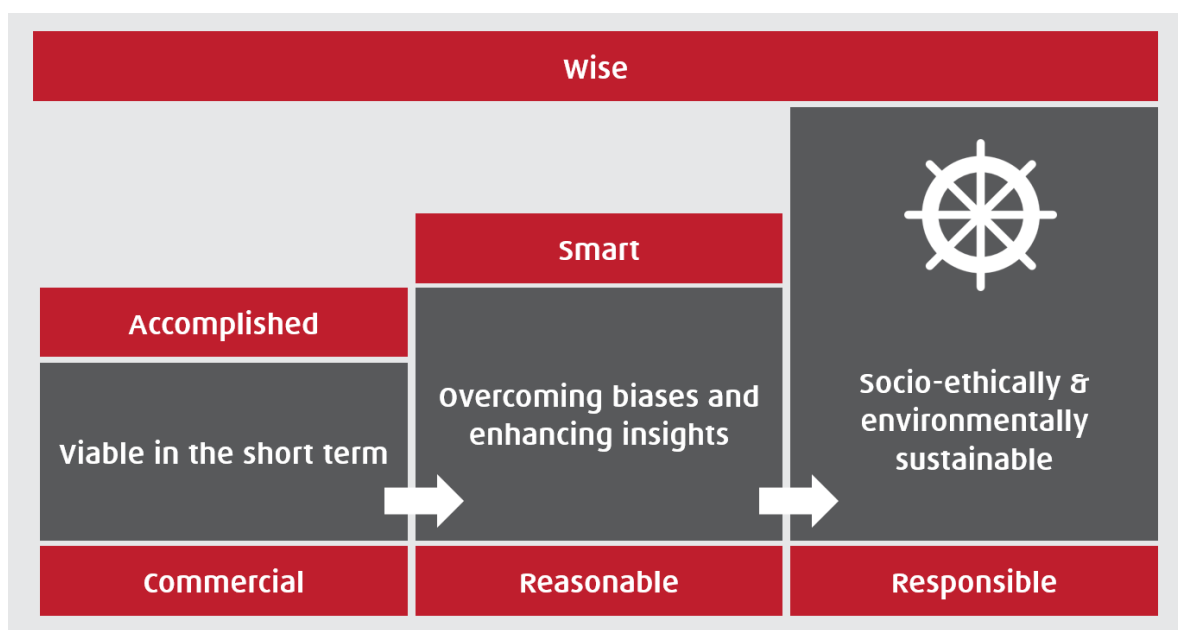 Wise
Smart
Accomplished
Overcoming biases and
enhancing insights
Socio-ethically &
environmentally
sustainable
Viable in the short term
Commercial
Reasonable
Responsible